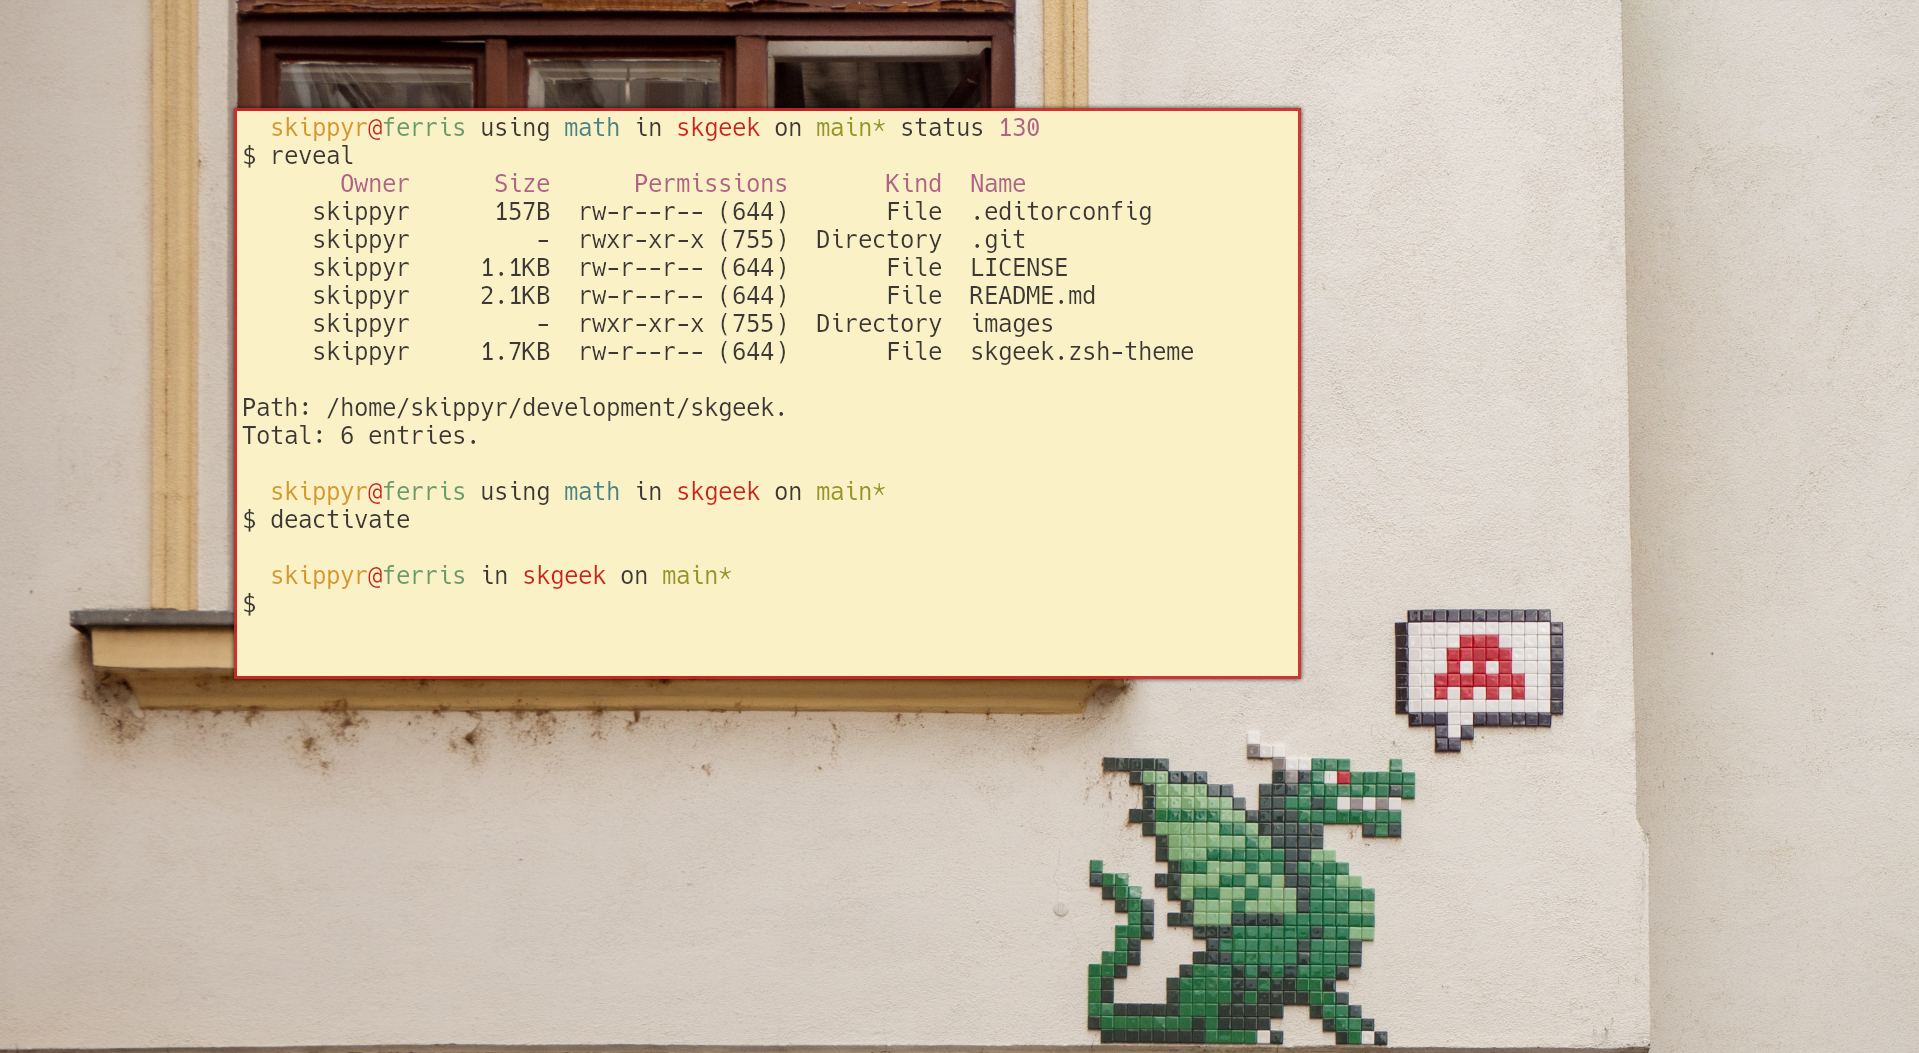 skippyr@ferris using math in skgeek on main* status 130
$ reveal
Owner Size Permissions Kind Name
skippyr 157B rw-r--r-- (644) File .editorconfig
skippyr - rwxr-xr-x (755) Directory .git
skippyr 1.1KB rw-r--r-- (644) File LICENSE
skippyr 2.1KB rw-r--r-- (644) File README.md
skippyr - rwxr-xr-x (755) Directory images
skippyr 1.7KB rw-r--r-- (644) File skgeek.zsh-theme
Path: /home/skippyr/development/skgeek.
Total: 6 entries.
skippyr@ferris using math in skgeek on main*
$ deactivate
skippyr@ferris in skgeek on main*
$